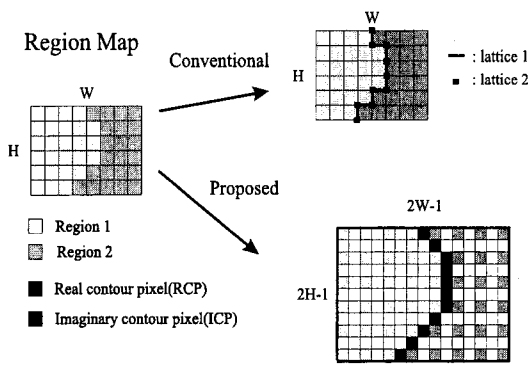 Region Map
Conventional
W
H
: lattice 1
: lattice 2
W
H
Proposed
Region 1
Region 2
Real contour pixel(RCP)
Imaginary contour pixel(ICP)
2W-1
2H-1